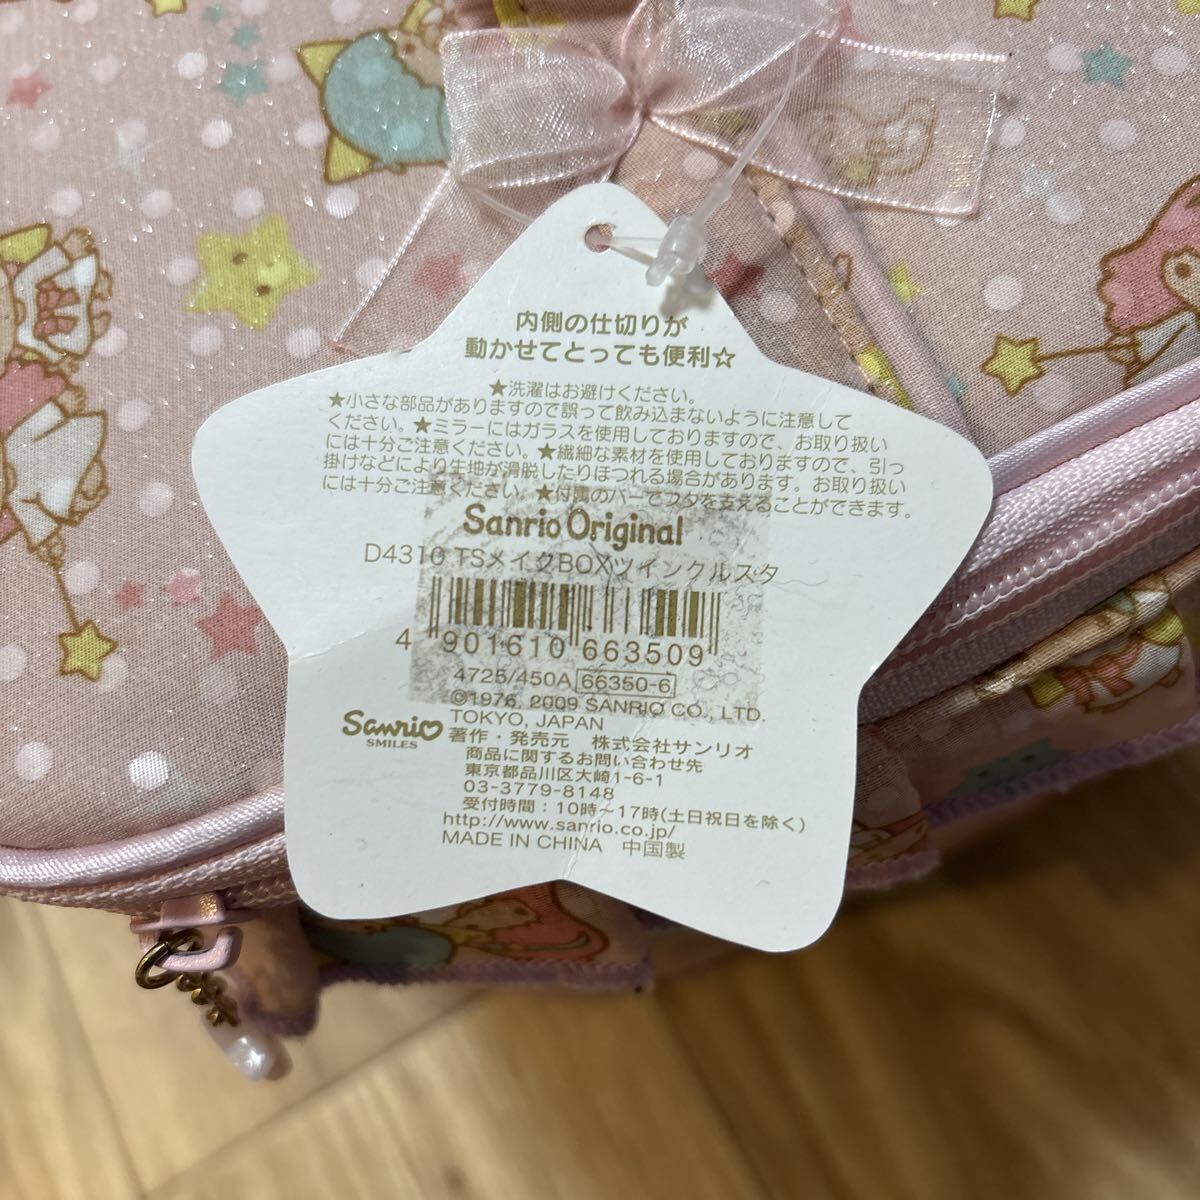 内側の仕切りが
動かせてとっても便利☆
★洗濯はお避けください。
★小さな部品がありますので誤って飲み込まないように注意して
ください。★ミラーにはガラスを使用しておりますので、お取り扱い
には十分ご注意ください。★繊細な素材を使用しておりますので、引っ
掛けなどにより生地が滑脱したりほつれる場合があります。お取り扱い
には十分ご注意ください。★付属のバーでフタを支えることができます。
Sanrio Original
D4310 TSメイクBOXツインクルスタ
4 901610 663509
4725/450A 66350-6
©1976, 2009 SANRIO CO., LTD.
TOKYO, JAPAN
Sanrio
SMILES
著作・発売元 株式会社サンリオ
商品に関するお問い合わせ先
東京都品川区大崎1-6-1
03-3779-8148
受付時間：10時～17時(土日祝日を除く)
http://www.sanrio.co.jp/
MADE IN CHINA 中国製